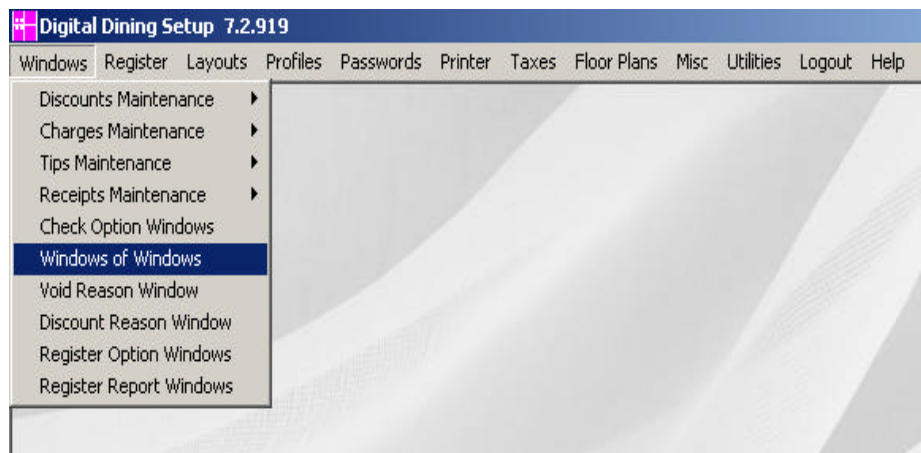 Digital Dining Setup 7.2.919
Windows Register Layouts Profiles Passwords Printer Taxes Floor Plans Misc Utilities Logout Help
Discounts Maintenance
Charges Maintenance
Tips Maintenance
Receipts Maintenance
Check Option Windows
Windows of Windows
Void Reason Window
Discount Reason Window
Register Option Windows
Register Report Windows